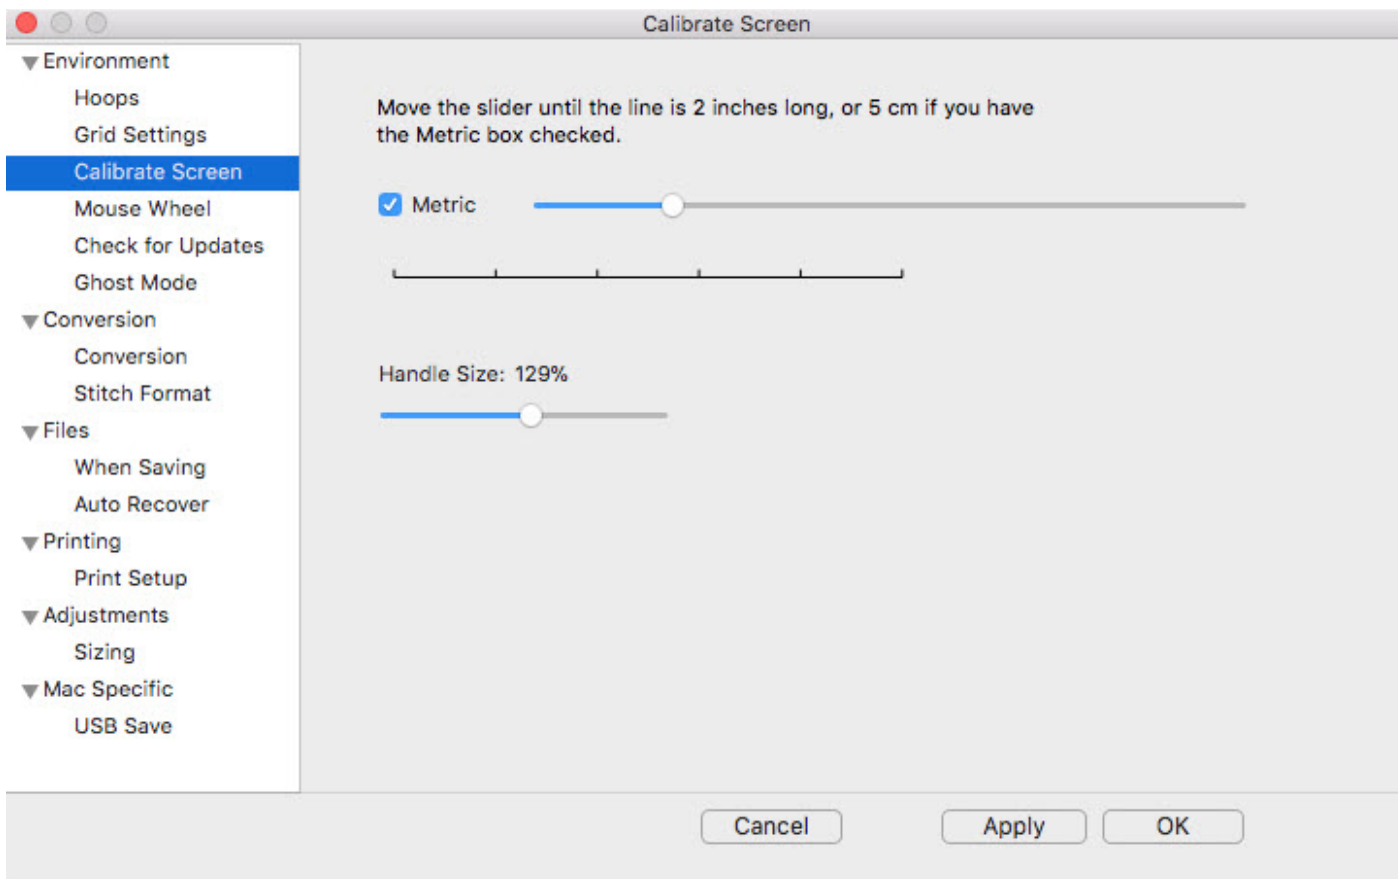 Calibrate Screen
Environment
Hoops
Grid Settings
Calibrate Screen
Mouse Wheel
Check for Updates
Ghost Mode
Conversion
Conversion
Stitch Format
Files
When Saving
Auto Recover
Printing
Print Setup
Adjustments
Sizing
Mac Specific
USB Save
Move the slider until the line is 2 inches long, or 5 cm if you have
the Metric box checked.
Metric
Handle Size: 129%
Cancel
Apply
OK